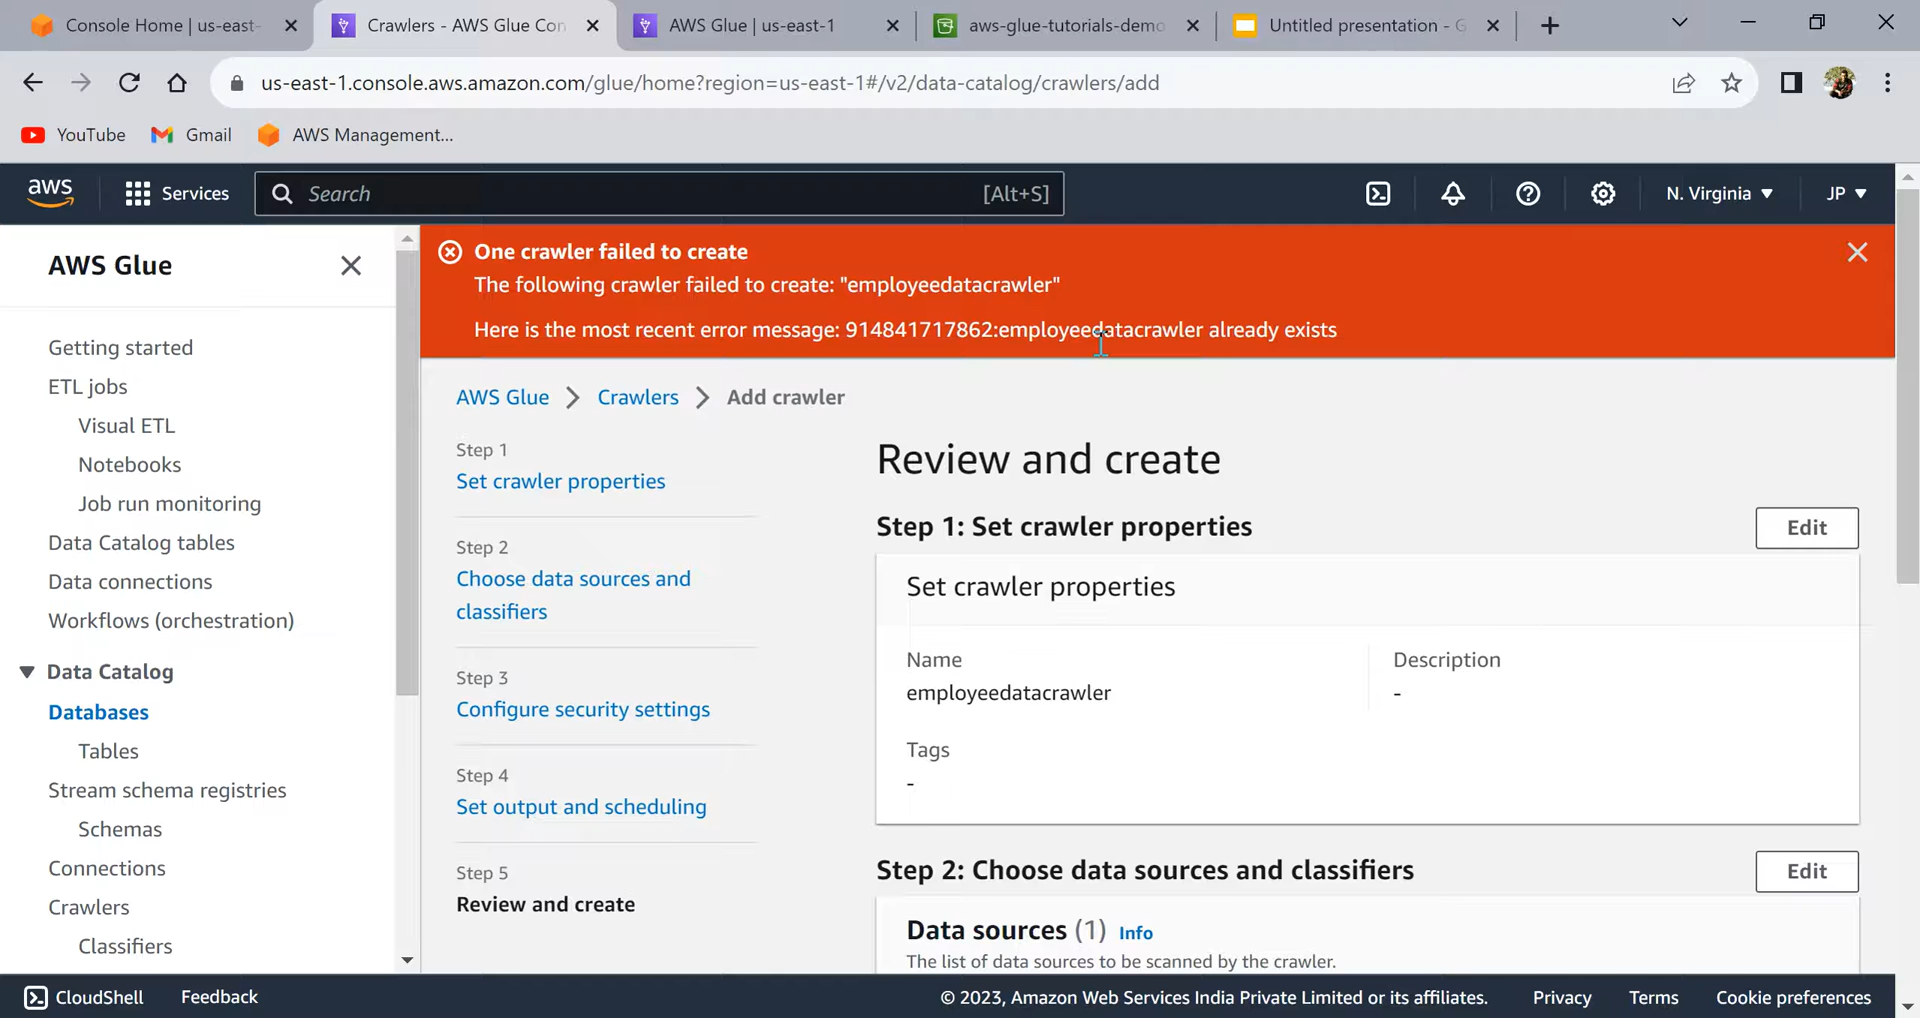 Console Home | us-east-
Crawlers - AWS Glue Con
AWS Glue | us-east-1
aws-glue-tutorials-demo
Untitled presentation - G
us-east-1.console.aws.amazon.com/glue/home?region=us-east-1#/v2/data-catalog/crawlers/add
YouTube
Gmail
AWS Management...
aws
Services
Search
[Alt+S]
N. Virginia
JP
AWS Glue
Getting started
ETL jobs
Visual ETL
Notebooks
Job run monitoring
Data Catalog tables
Data connections
Workflows (orchestration)
Data Catalog
Databases
Tables
Stream schema registries
Schemas
Connections
Crawlers
Classifiers
One crawler failed to create
The following crawler failed to create: "employeedatacrawler"
Here is the most recent error message: 914841717862:employeedatacrawler already exists
AWS Glue
Crawlers
Add crawler
Step 1
Set crawler properties
Step 2
Choose data sources and
classifiers
Step 3
Configure security settings
Step 4
Set output and scheduling
Step 5
Review and create
Review and create
Step 1: Set crawler properties
Edit
Set crawler properties
Name
employeedatacrawler
Description
-
Tags
-
Step 2: Choose data sources and classifiers
Edit
Data sources (1) Info
The list of data sources to be scanned by the crawler.
CloudShell
Feedback
© 2023, Amazon Web Services India Private Limited or its affiliates.
Privacy
Terms
Cookie preferences